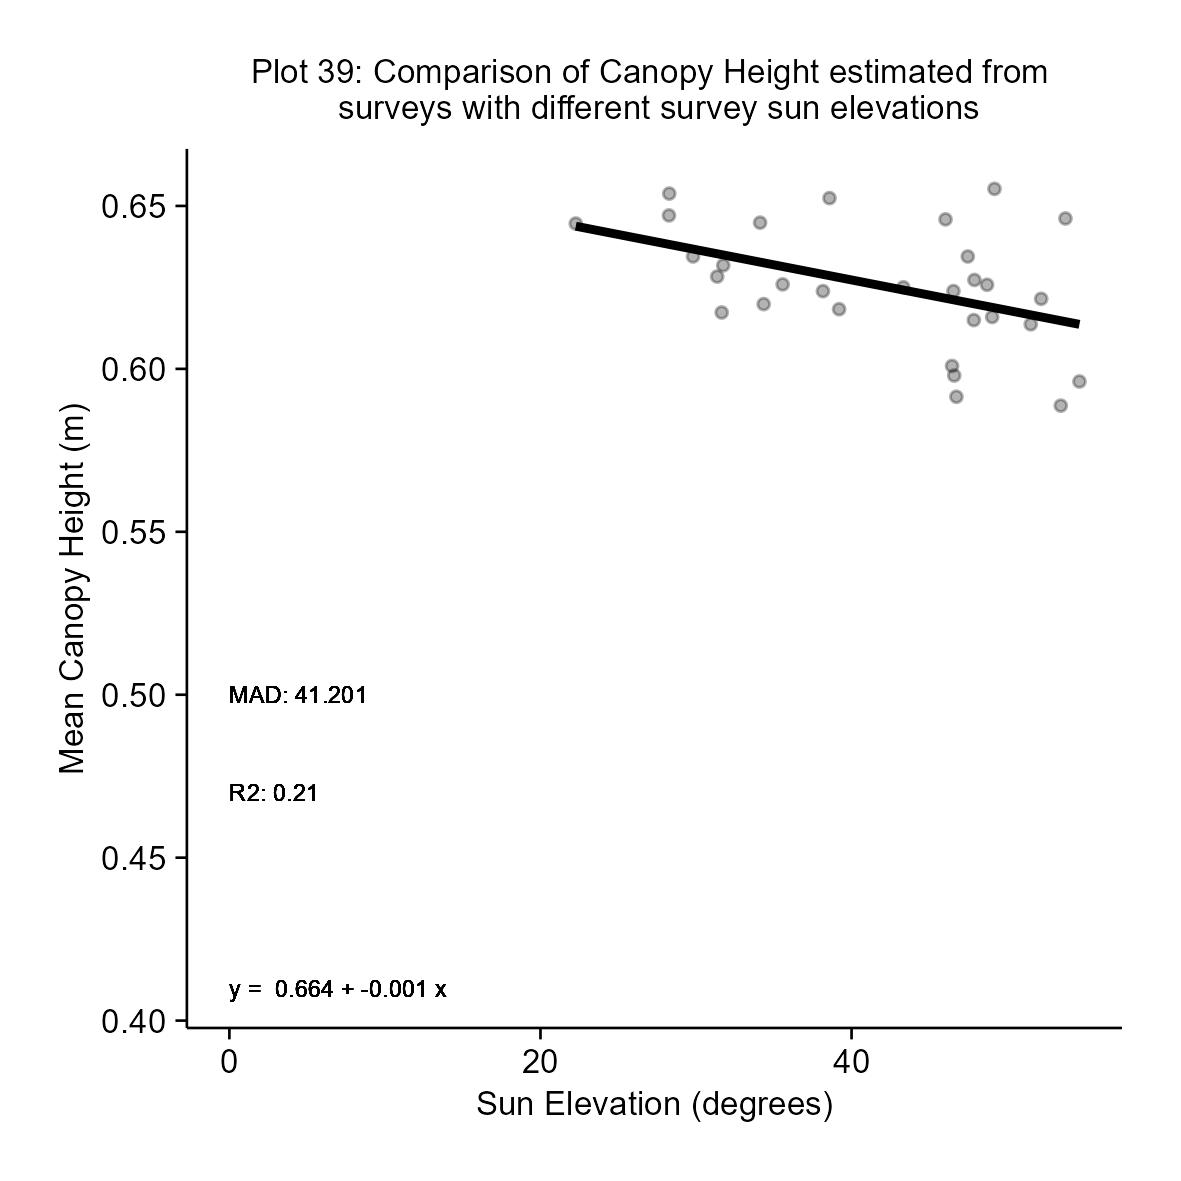 Plot 39: Comparison of Canopy Height estimated from
surveys with different survey sun elevations
0.65
0.60
0.55
0.50
0.45
0.40
Mean Canopy Height (m)
MAD: 41.201
R2: 0.21
y =  0.664 + -0.001 x
0
20
40
Sun Elevation (degrees)